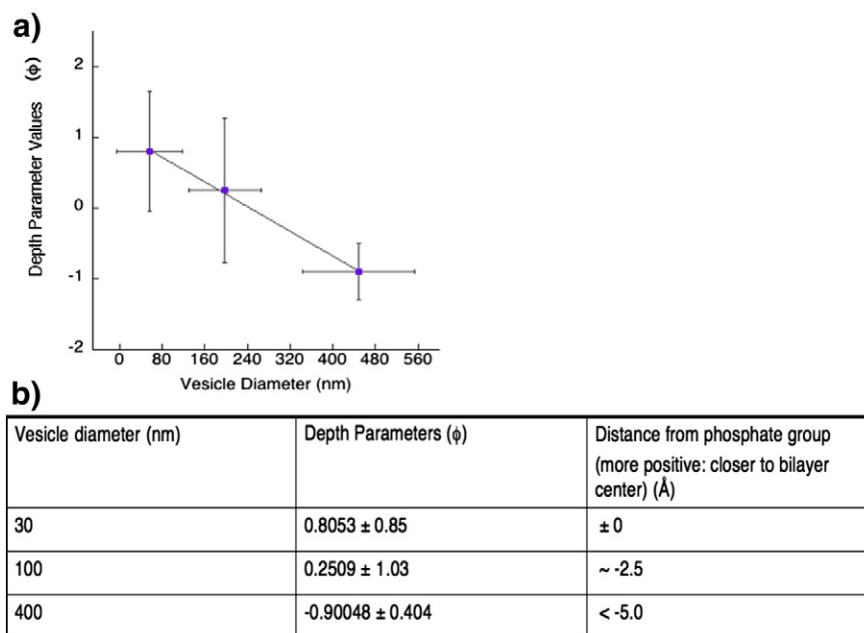 a)
Depth Parameter Values (ϕ)
2
1
0
-1
-2
0 80 160 240 320 400 480 560
Vesicle Diameter (nm)
b)
Vesicle diameter (nm) Depth Parameters (ϕ) Distance from phosphate group
(more positive: closer to bilayer
center) (Å)
30 0.8053 ± 0.85 ± 0
100 0.2509 ± 1.03 ~ -2.5
400 -0.90048 ± 0.404 < -5.0